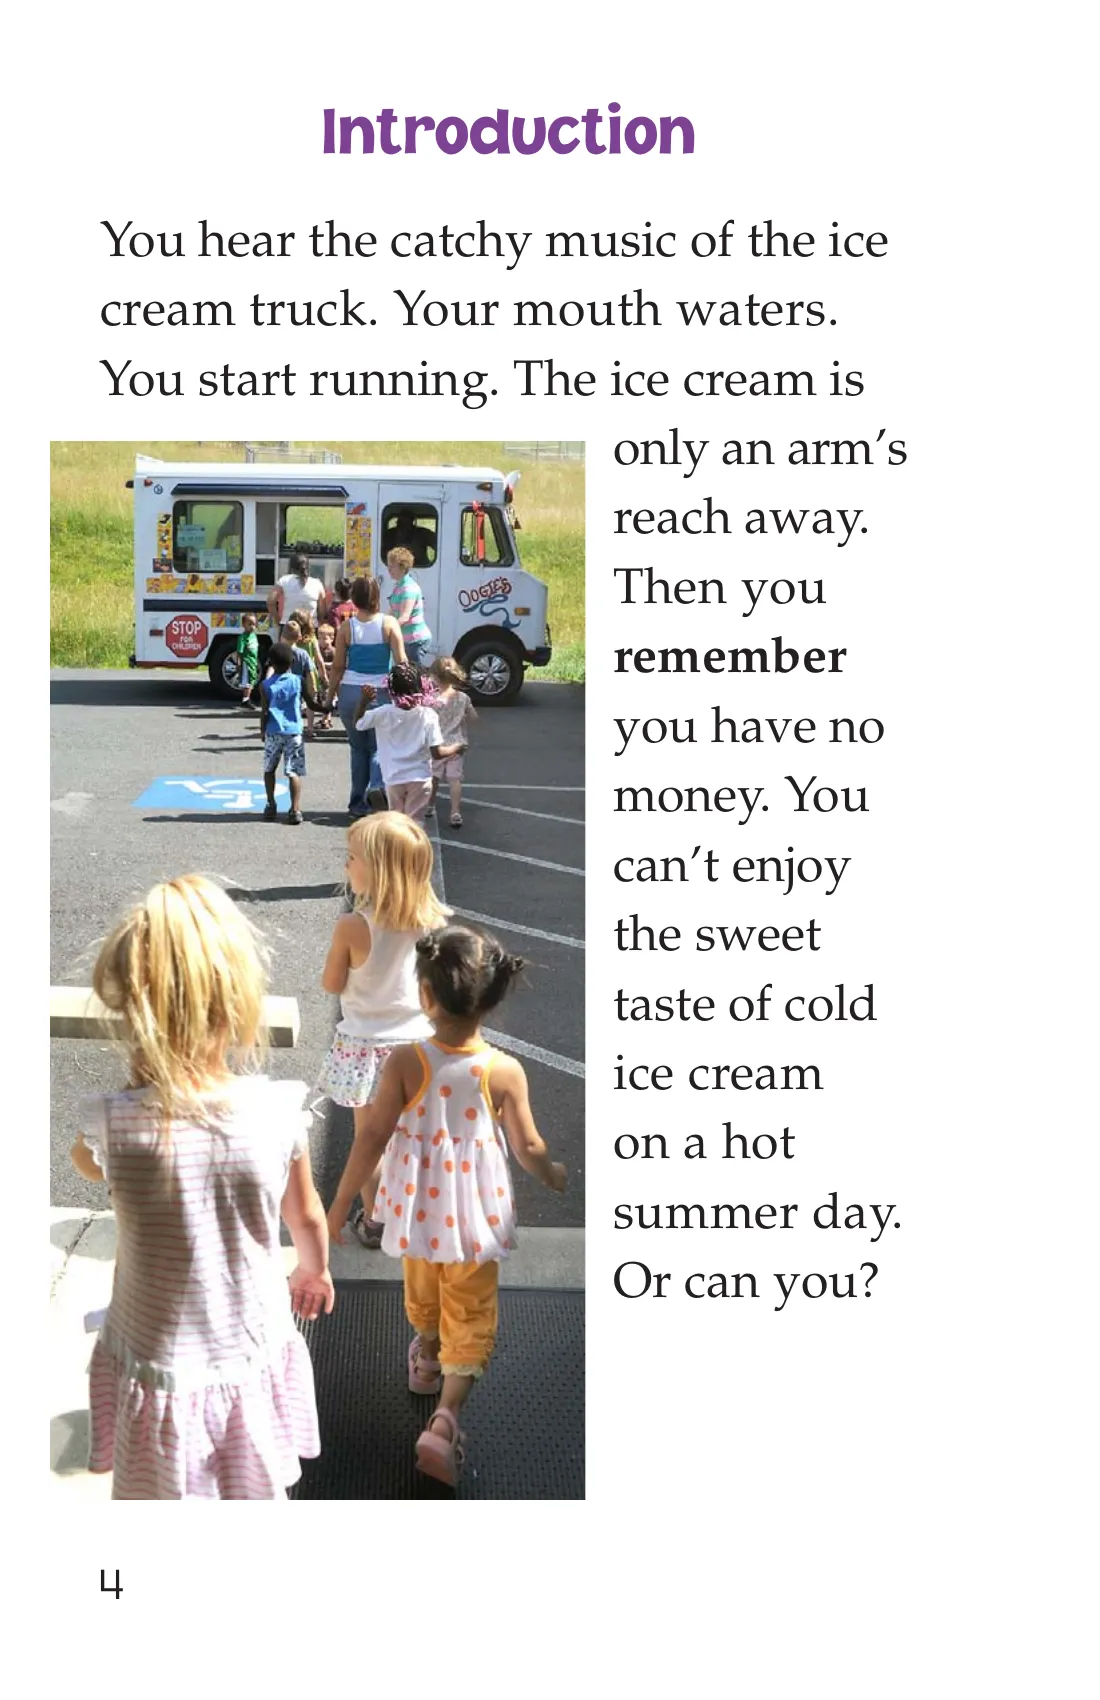 Introduction
You hear the catchy music of the ice
cream truck. Your mouth waters.
You start running. The ice cream is
only an arm’s
reach away.
Then you
remember
you have no
money. You
can’t enjoy
the sweet
taste of cold
ice cream
on a hot
summer day.
Or can you?
OOGIE'S
STOP
FOR
CHILDREN
4